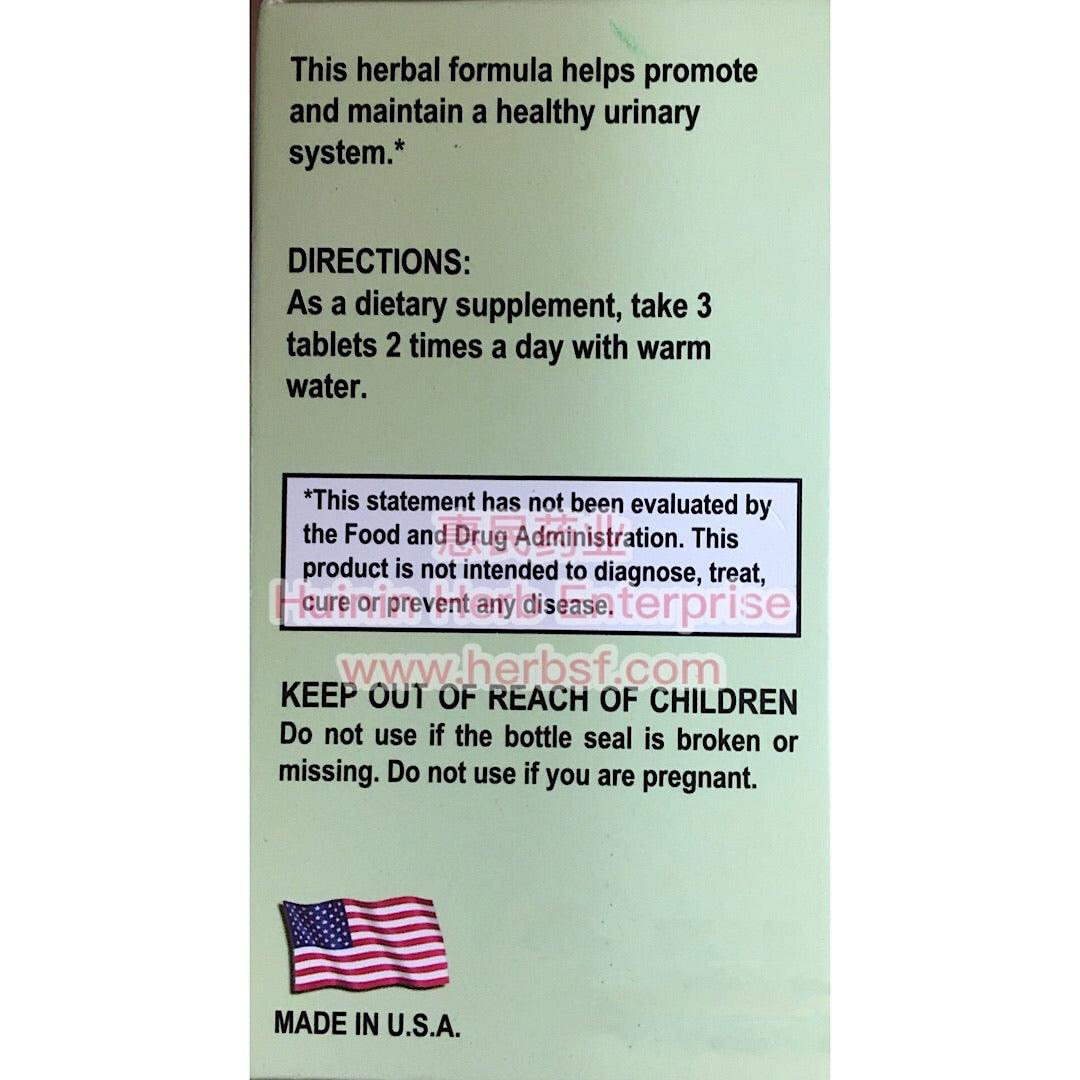 This herbal formula helps promote
and maintain a healthy urinary
system.*
DIRECTIONS:
As a dietary supplement, take 3
tablets 2 times a day with warm
water.
*This statement has not been evaluated by
the Food and Drug Administration. This
product is not intended to diagnose, treat,
cure or prevent any disease.
惠民药业
Huimin Herb Enterprise
www.herbsf.com
KEEP OUT OF REACH OF CHILDREN
Do not use if the bottle seal is broken or
missing. Do not use if you are pregnant.
MADE IN U.S.A.